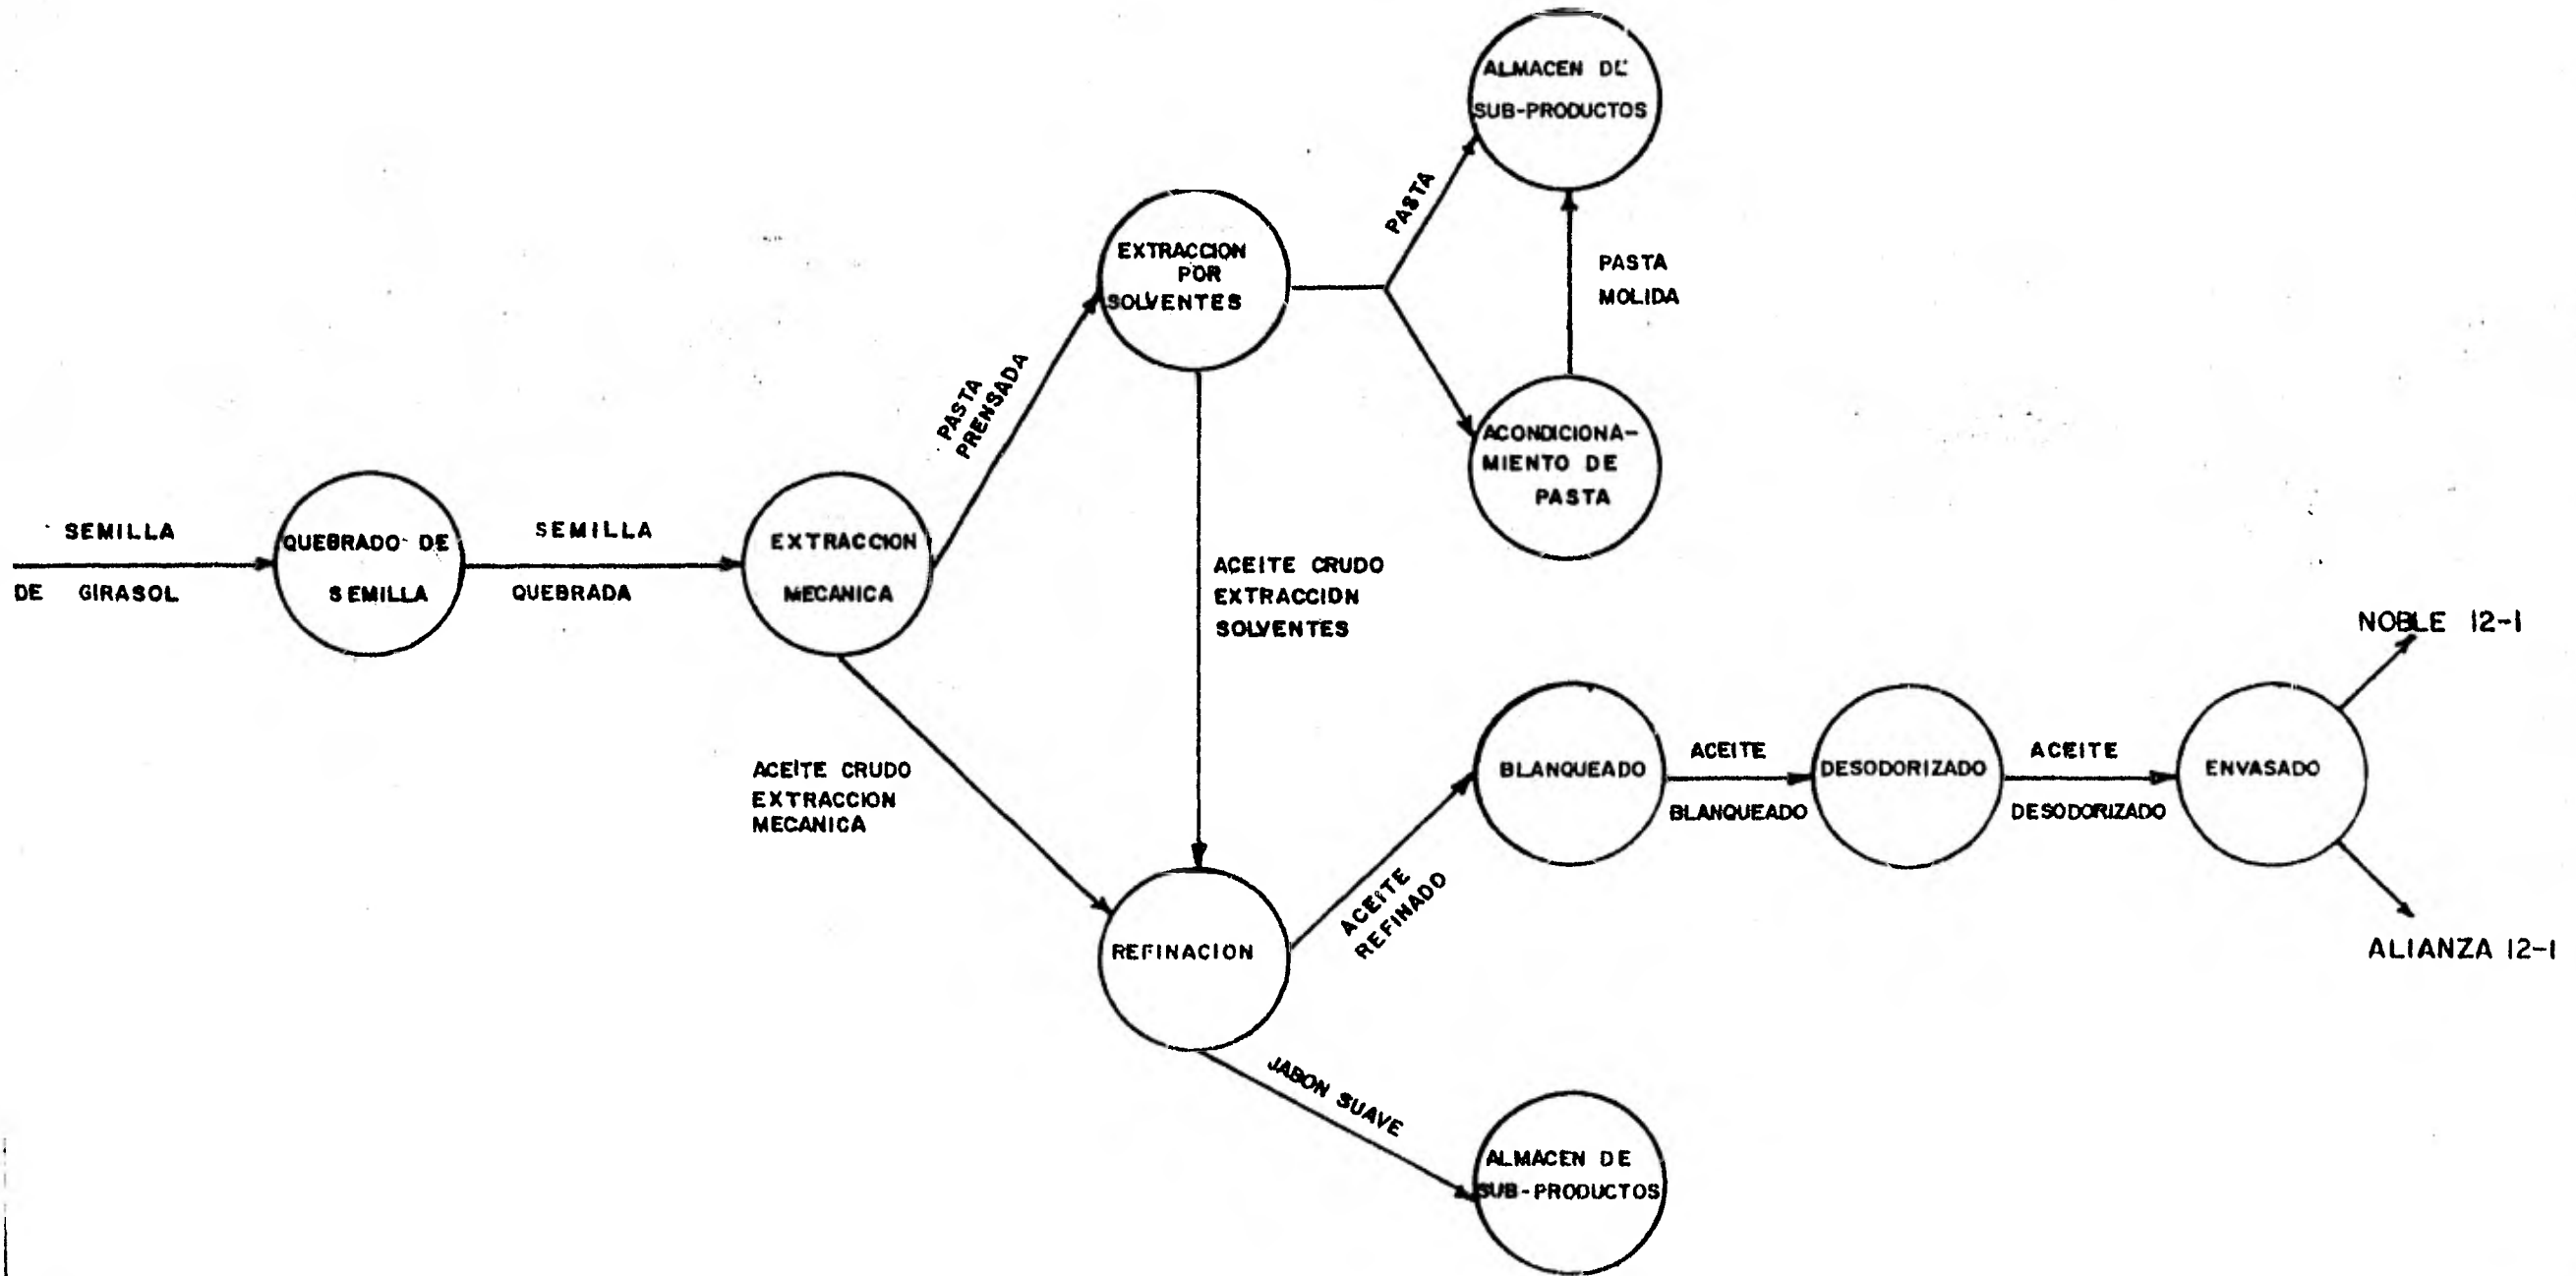 ALMACEN DE
SUB-PRODUCTOS
PASTA
EXTRACCION
POR
SOLVENTES
PASTA
MOLIDA
PASTA
PRENSADA
ACONDICIONA-
MIENTO DE
PASTA
SEMILLA
DE GIRASOL
QUEBRADO DE
SEMILLA
SEMILLA
QUEBRADA
EXTRACCION
MECANICA
ACEITE CRUDO
EXTRACCION
SOLVENTES
NOBLE 12-1
ACEITE CRUDO
EXTRACCION
MECANICA
BLANQUEADO
ACEITE
BLANQUEADO
DESODORIZADO
ACEITE
DESODORIZADO
ENVASADO
ACEITE
REFINADO
REFINACION
ALIANZA 12-1
JABON SUAVE
ALMACEN DE
SUB-PRODUCTOS